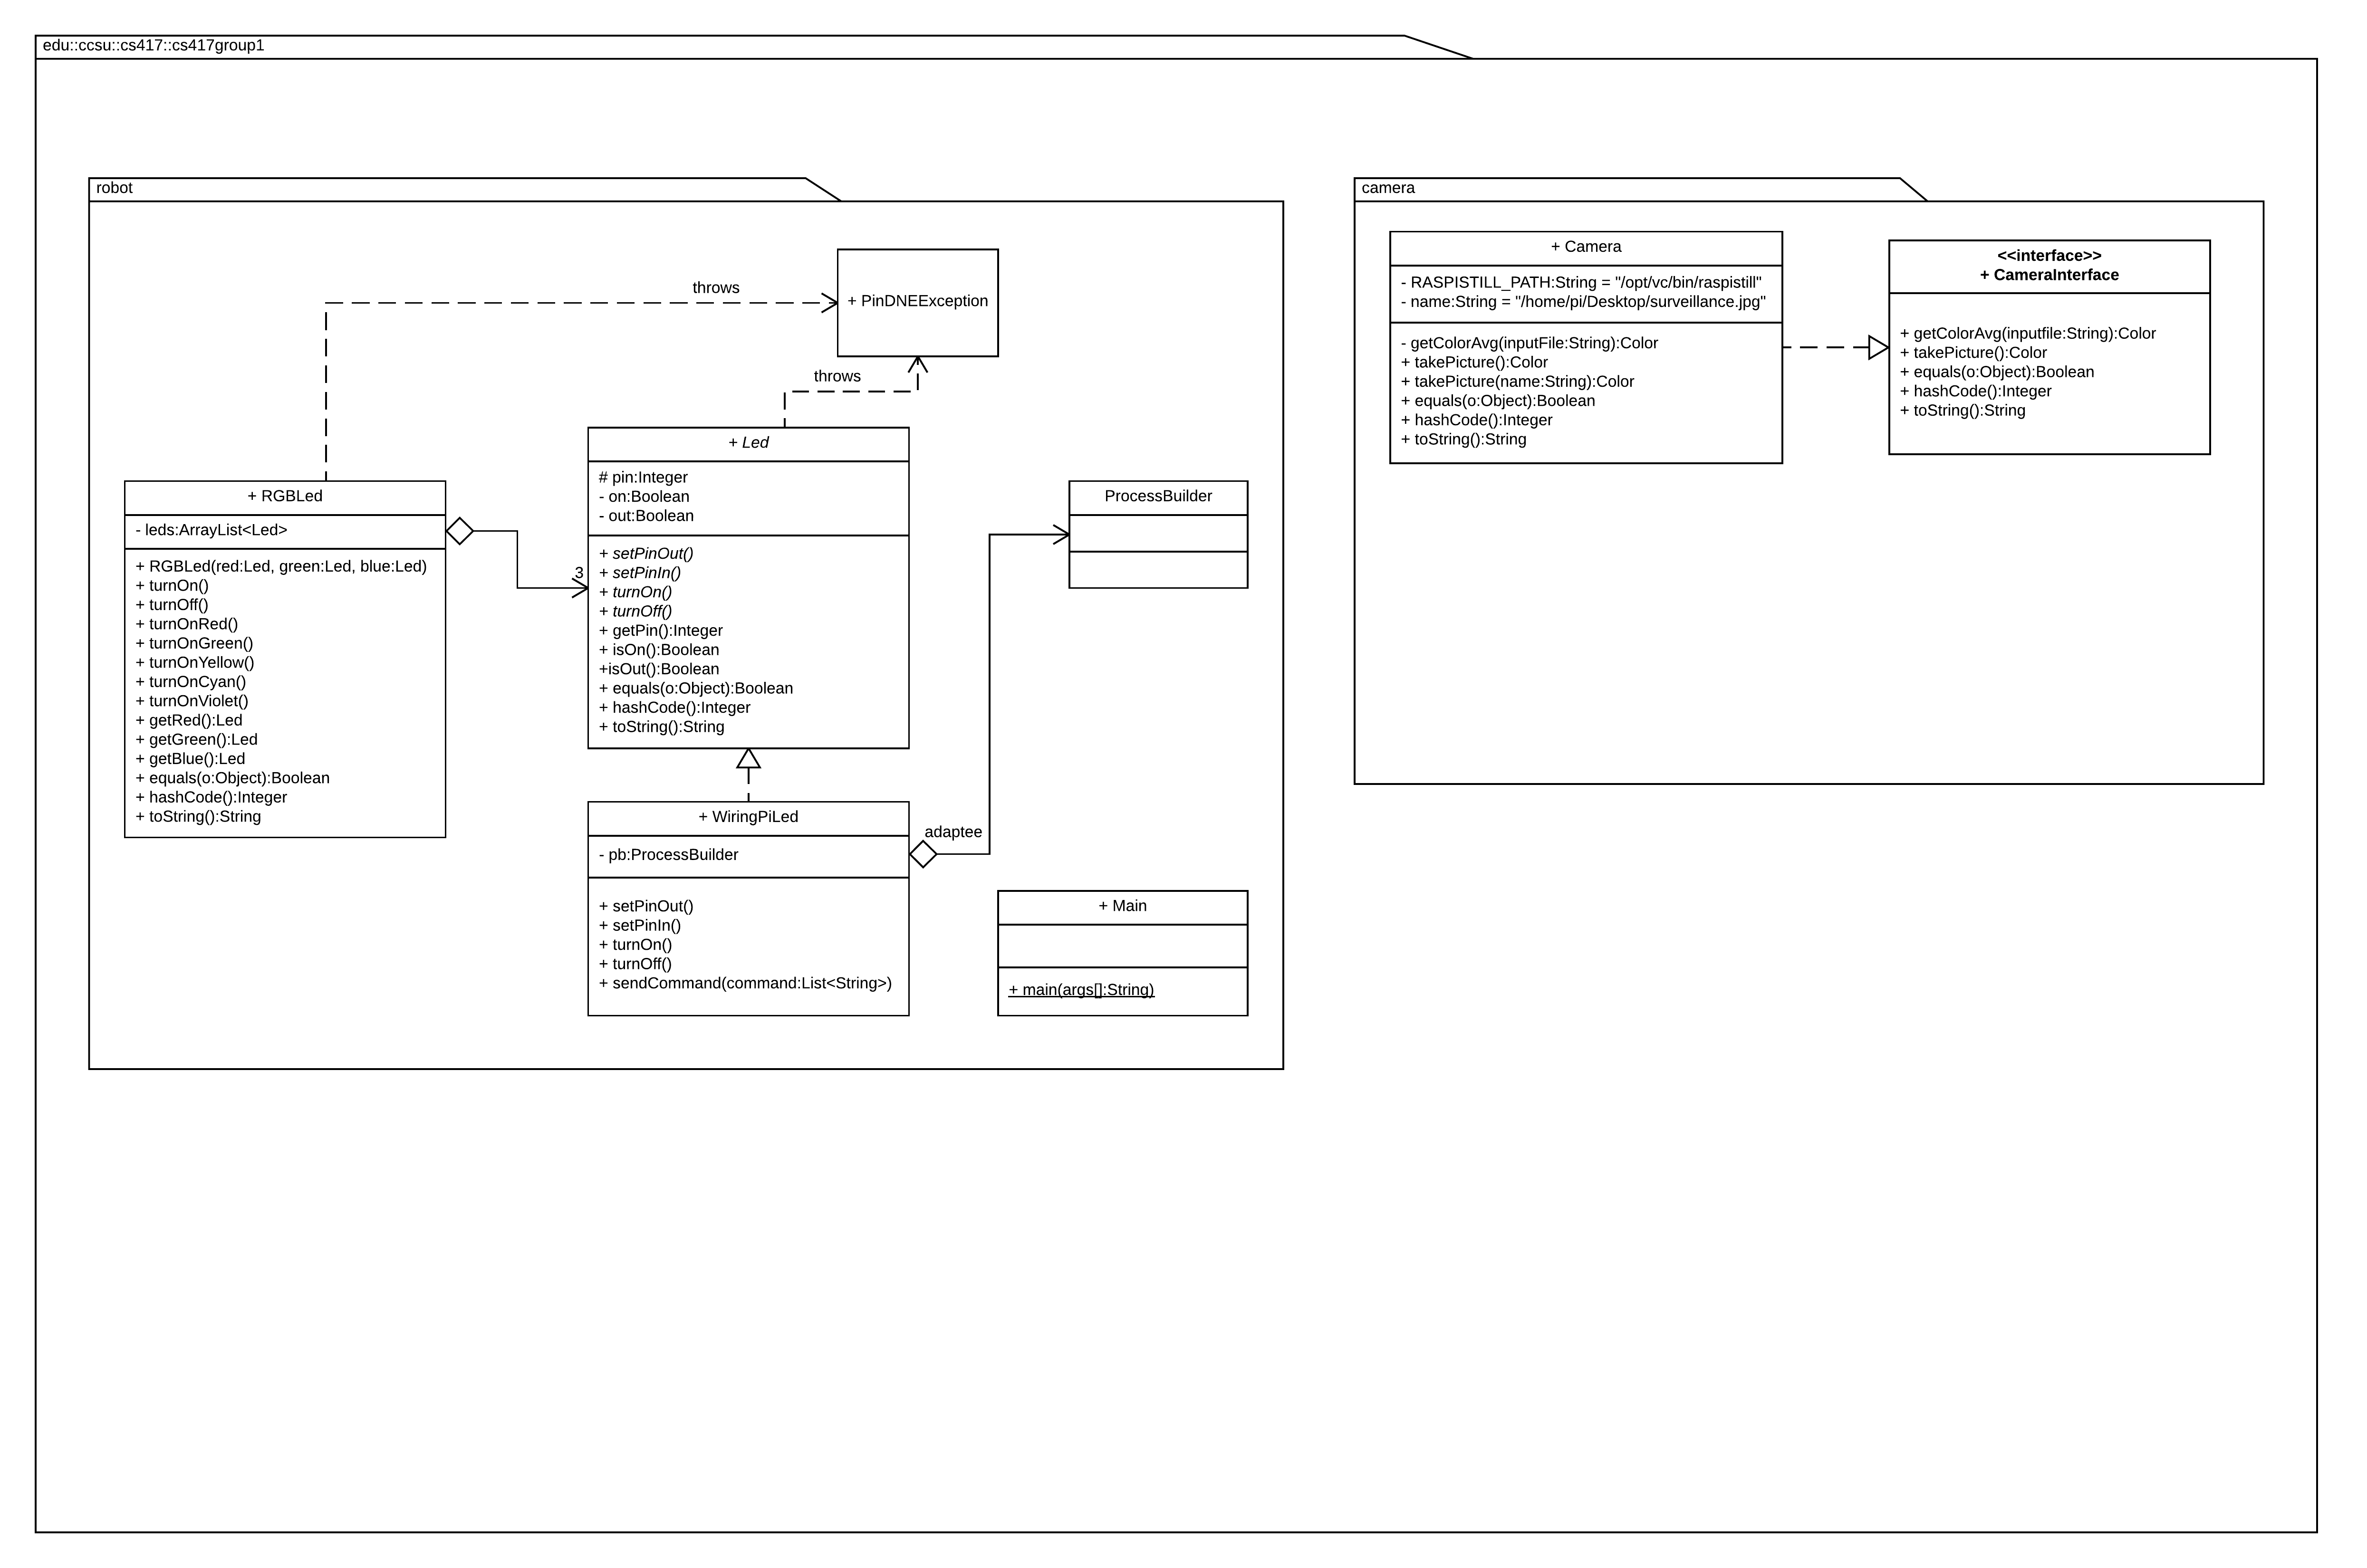 edu::ccsu::cs417::cs417group1
robot
throws
+ PinDNEException
throws
+ RGBLed
- leds:ArrayList<Led>
+ RGBLed(red:Led, green:Led, blue:Led)
+ turnOn()
+ turnOff()
+ turnOnRed()
+ turnOnGreen()
+ turnOnYellow()
+ turnOnCyan()
+ turnOnViolet()
+ getRed():Led
+ getGreen():Led
+ getBlue():Led
+ equals(o:Object):Boolean
+ hashCode():Integer
+ toString():String
3
+ Led
# pin:Integer
- on:Boolean
- out:Boolean
+ setPinOut()
+ setPinIn()
+ turnOn()
+ turnOff()
+ getPin():Integer
+ isOn():Boolean
+isOut():Boolean
+ equals(o:Object):Boolean
+ hashCode():Integer
+ toString():String
ProcessBuilder
+ WiringPiLed
- pb:ProcessBuilder
+ setPinOut()
+ setPinIn()
+ turnOn()
+ turnOff()
+ sendCommand(command:List<String>)
adaptee
+ Main
+ main(args[]:String)
camera
+ Camera
- RASPISTILL_PATH:String = "/opt/vc/bin/raspistill"
- name:String = "/home/pi/Desktop/surveillance.jpg"
- getColorAvg(inputFile:String):Color
+ takePicture():Color
+ takePicture(name:String):Color
+ equals(o:Object):Boolean
+ hashCode():Integer
+ toString():String
<<interface>>
+ CameraInterface
+ getColorAvg(inputfile:String):Color
+ takePicture():Color
+ equals(o:Object):Boolean
+ hashCode():Integer
+ toString():String